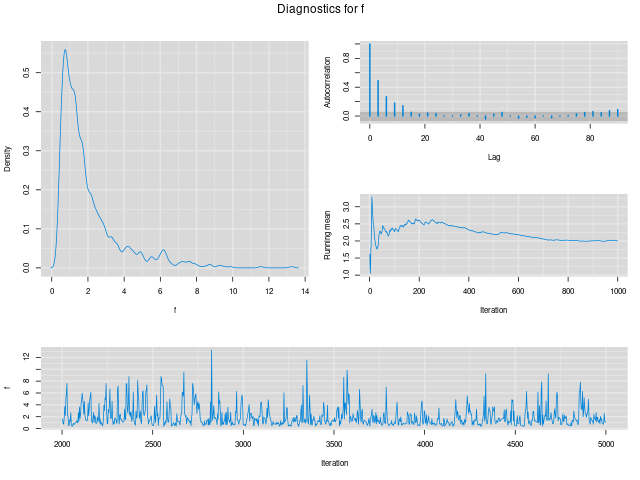 Diagnostics for f
Density
0.0 0.1 0.2 0.3 0.4 0.5
0 2 4 6 8 10 12 14
f
Autocorrelation
0.0 0.4 0.8
0 20 40 60 80
Lag
Running mean
1.0 1.5 2.0 2.5 3.0
0 200 400 600 800 1000
Iteration
f
0 2 4 6 8 12
2000 2500 3000 3500 4000 4500 5000
Iteration